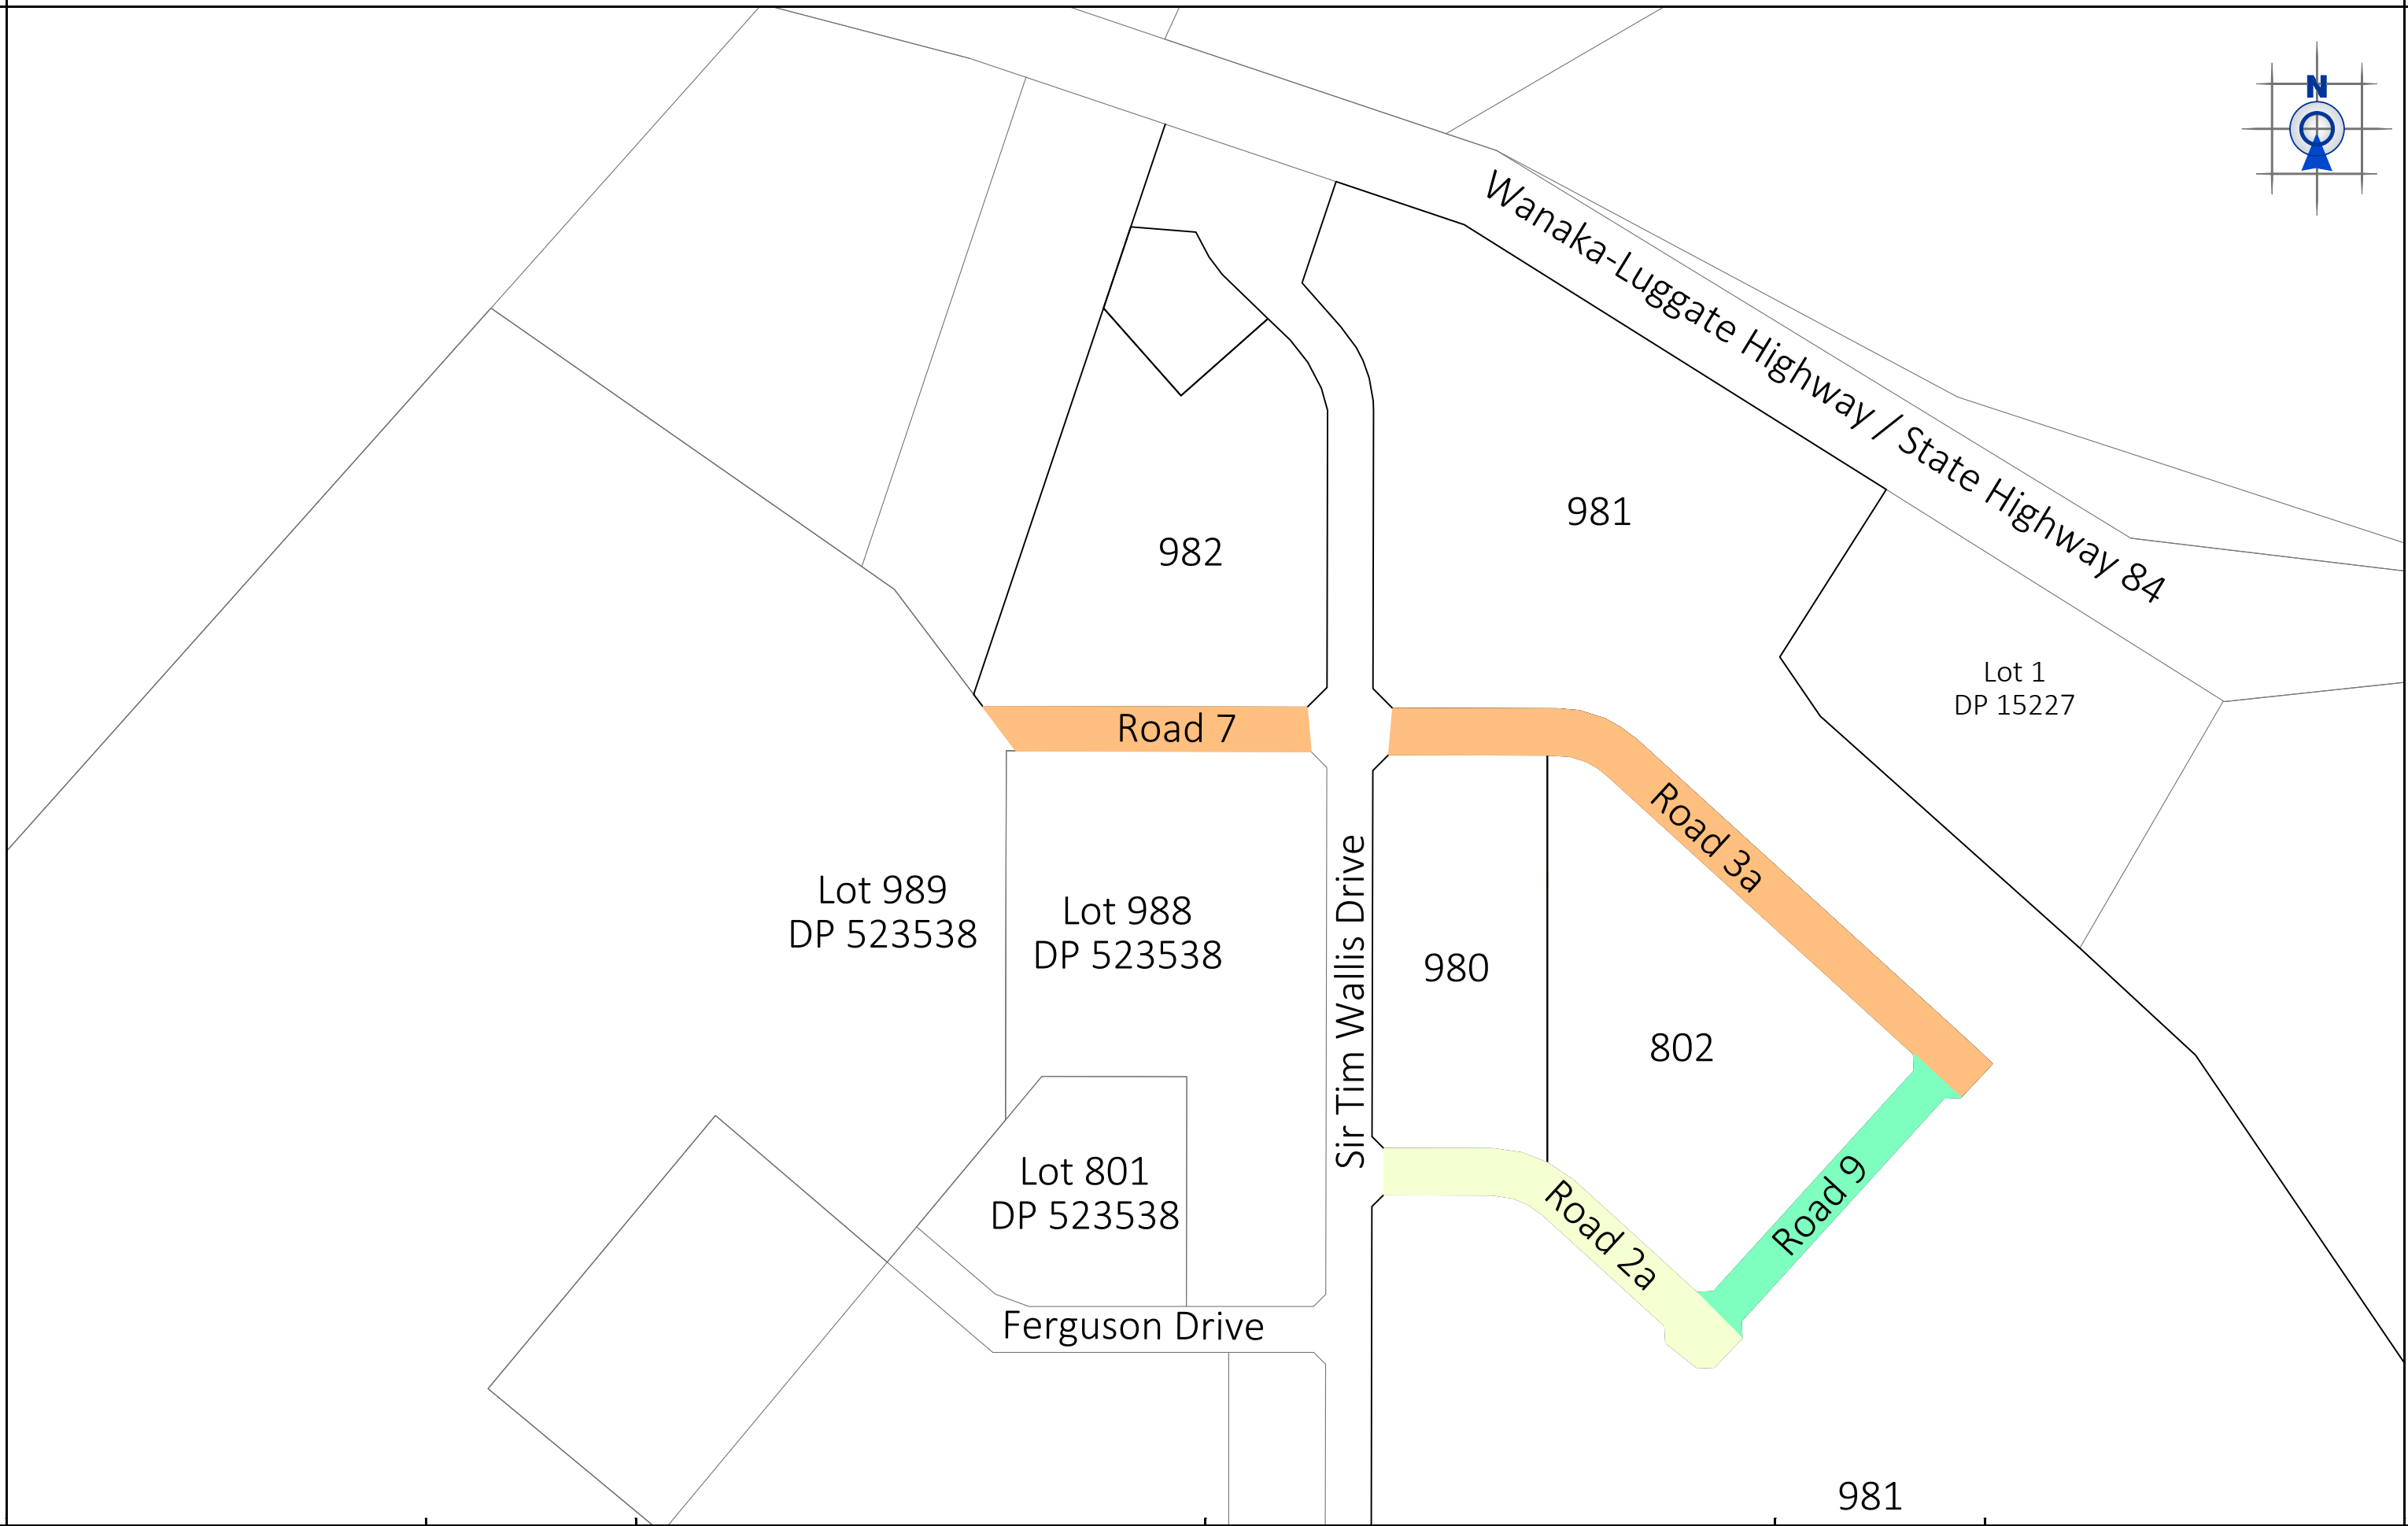 N
Wanaka-Luggate Highway / State Highway 84
981
982
Lot 1
DP 15227
Road 7
Road 3a
Lot 989
DP 523538
Lot 988
DP 523538
Sir Tim Wallis Drive
980
802
Lot 801
DP 523538
Road 2a
Road 9
Ferguson Drive
981